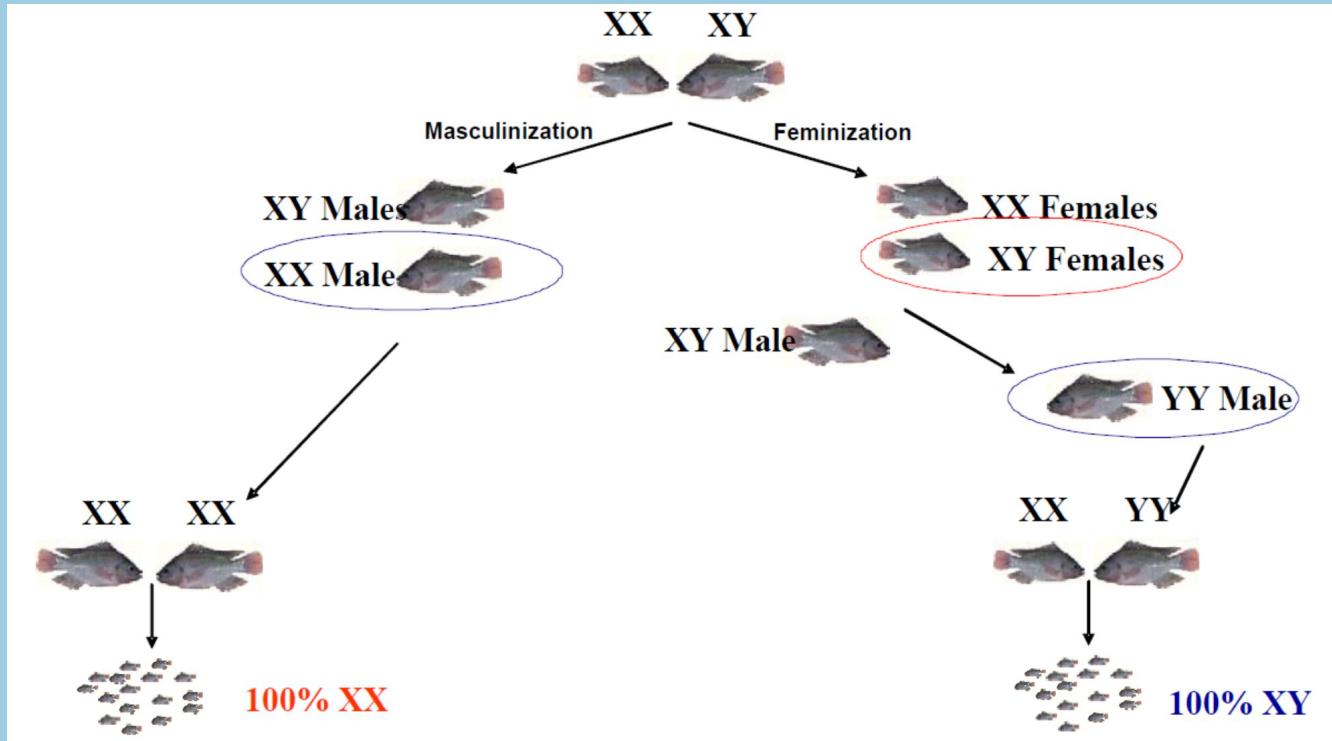 XX XY
Masculinization Feminization
XY Males
XX Females
XX Male
XY Females
XY Male
YY Male
XX XX
XX YY
100% XX
100% XY